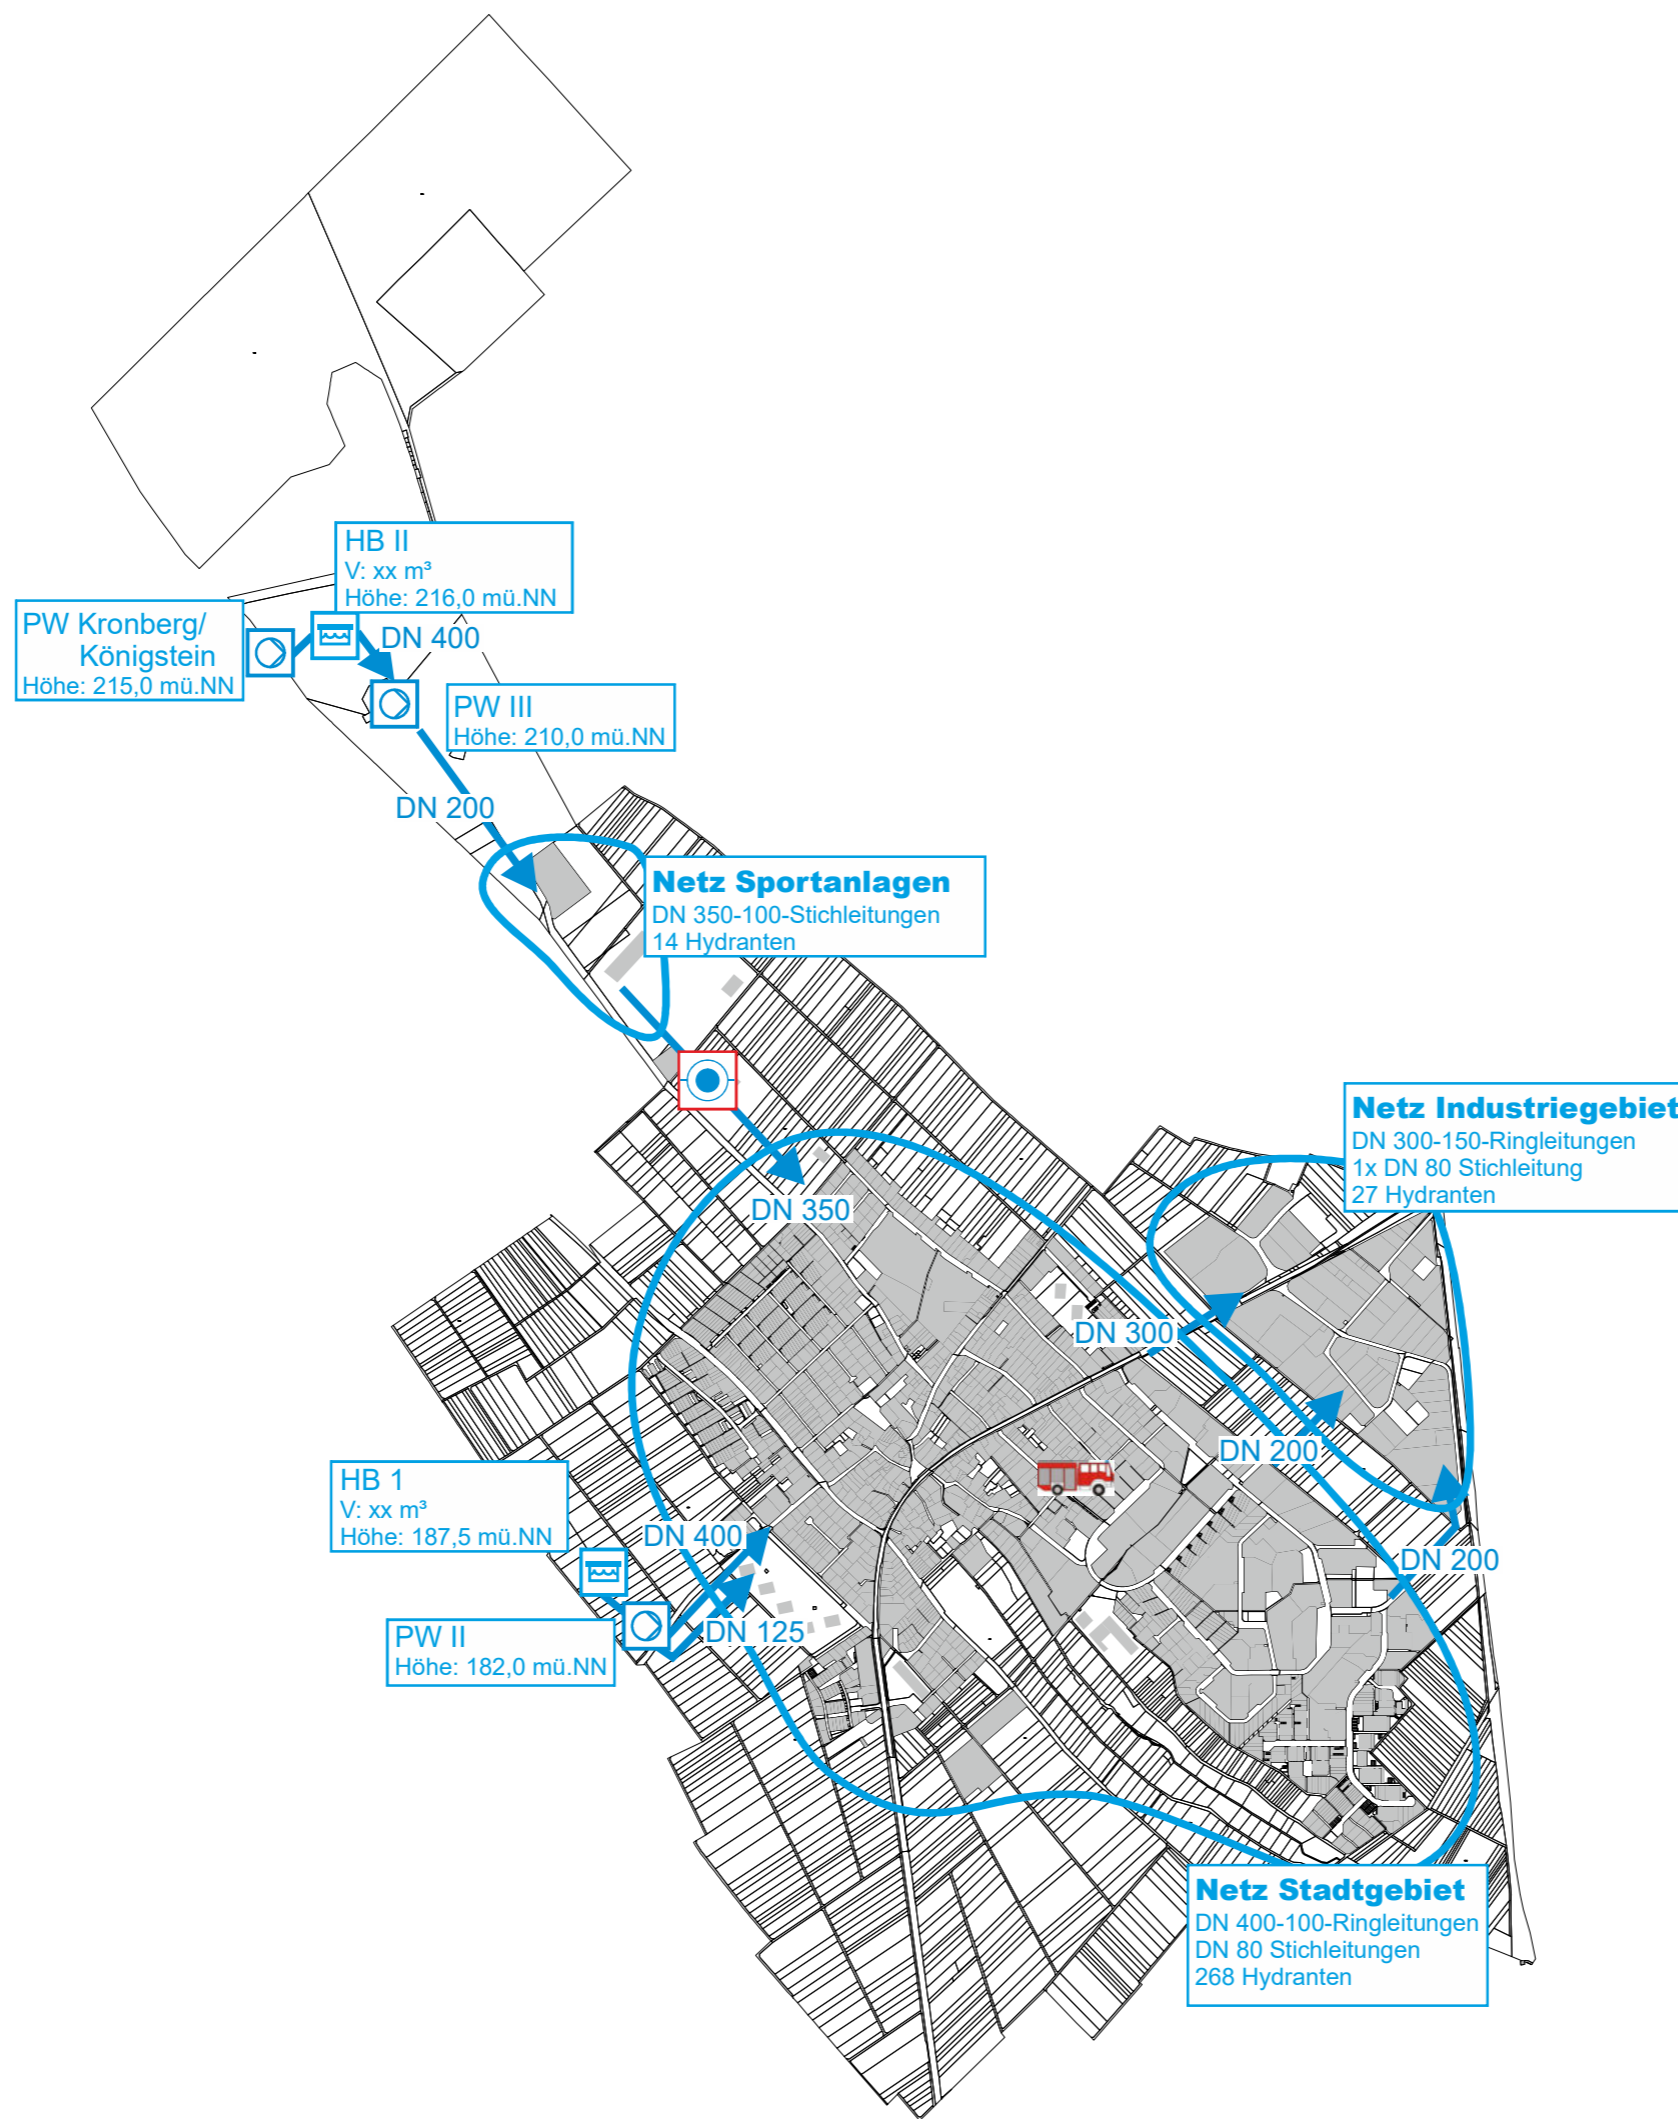 HB II
V: xx m³
Höhe: 216,0 mü.NN
PW Kronberg/
Königstein
Höhe: 215,0 mü.NN
DN 400
PW III
Höhe: 210,0 mü.NN
DN 200
Netz Sportanlagen
DN 350-100-Stichleitungen
14 Hydranten
Netz Industriegebiet
DN 300-150-Ringleitungen
1x DN 80 Stichleitung
27 Hydranten
DN 350
DN 300
DN 200
HB 1
V: xx m³
Höhe: 187,5 mü.NN
DN 400
DN 200
PW II
Höhe: 182,0 mü.NN
DN 125
Netz Stadtgebiet
DN 400-100-Ringleitungen
DN 80 Stichleitungen
268 Hydranten